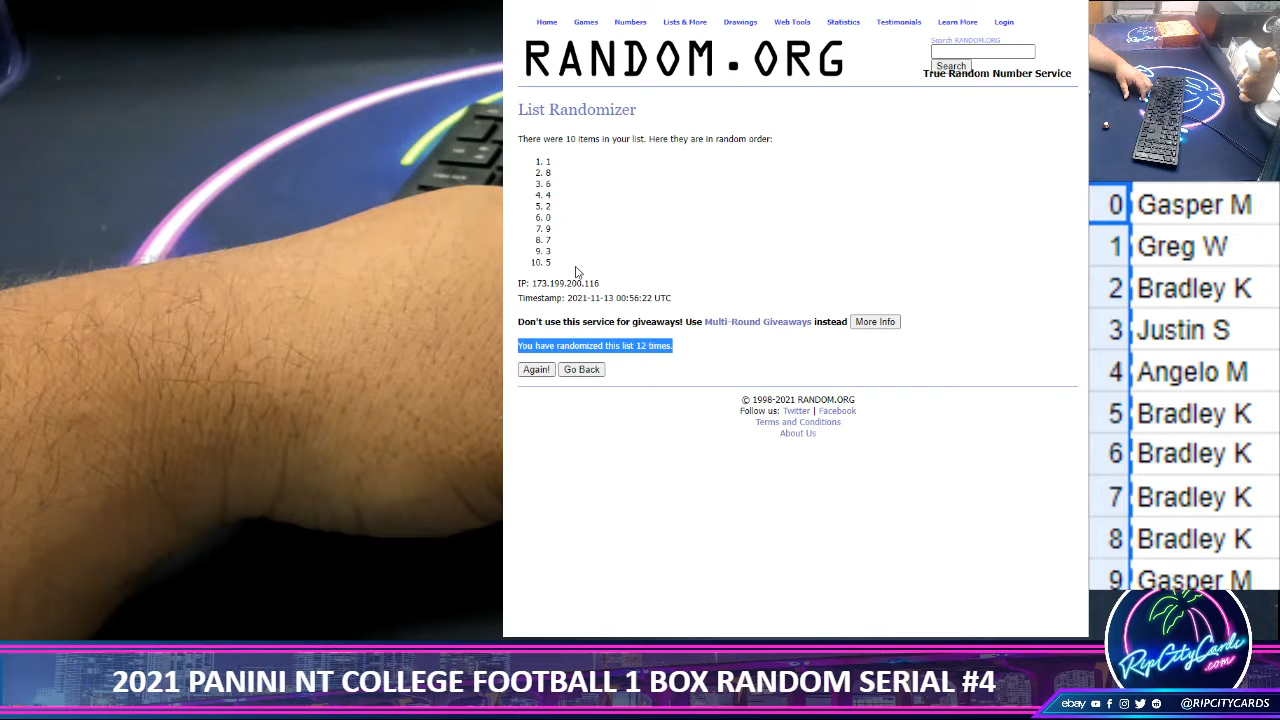 Home Games Numbers Lists & More Drawings Web Tools Statistics Testimonials Learn More Login
RANDOM.ORG
Search RANDOM.ORG
Search
True Random Number Service
List Randomizer
There were 10 items in your list. Here they are in random order:
1. 1
2. 8
3. 6
4. 4
5. 2
6. 0
7. 9
8. 7
9. 3
10. 5
IP: 173.199.200.116
Timestamp: 2021-11-13 00:56:22 UTC
Don't use this service for giveaways! Use Multi-Round Giveaways instead More Info
You have randomized this list 12 times.
Again! Go Back
© 1998-2021 RANDOM.ORG
Follow us: Twitter | Facebook
Terms and Conditions
About Us
0 Gasper M
1 Greg W
2 Bradley K
3 Justin S
4 Angelo M
5 Bradley K
6 Bradley K
7 Bradley K
8 Bradley K
9 Gasper M
RipCityCards
.com
2021 PANINI NT COLLEGE FOOTBALL 1 BOX RANDOM SERIAL #4
ebay @RIPCITYCARDS